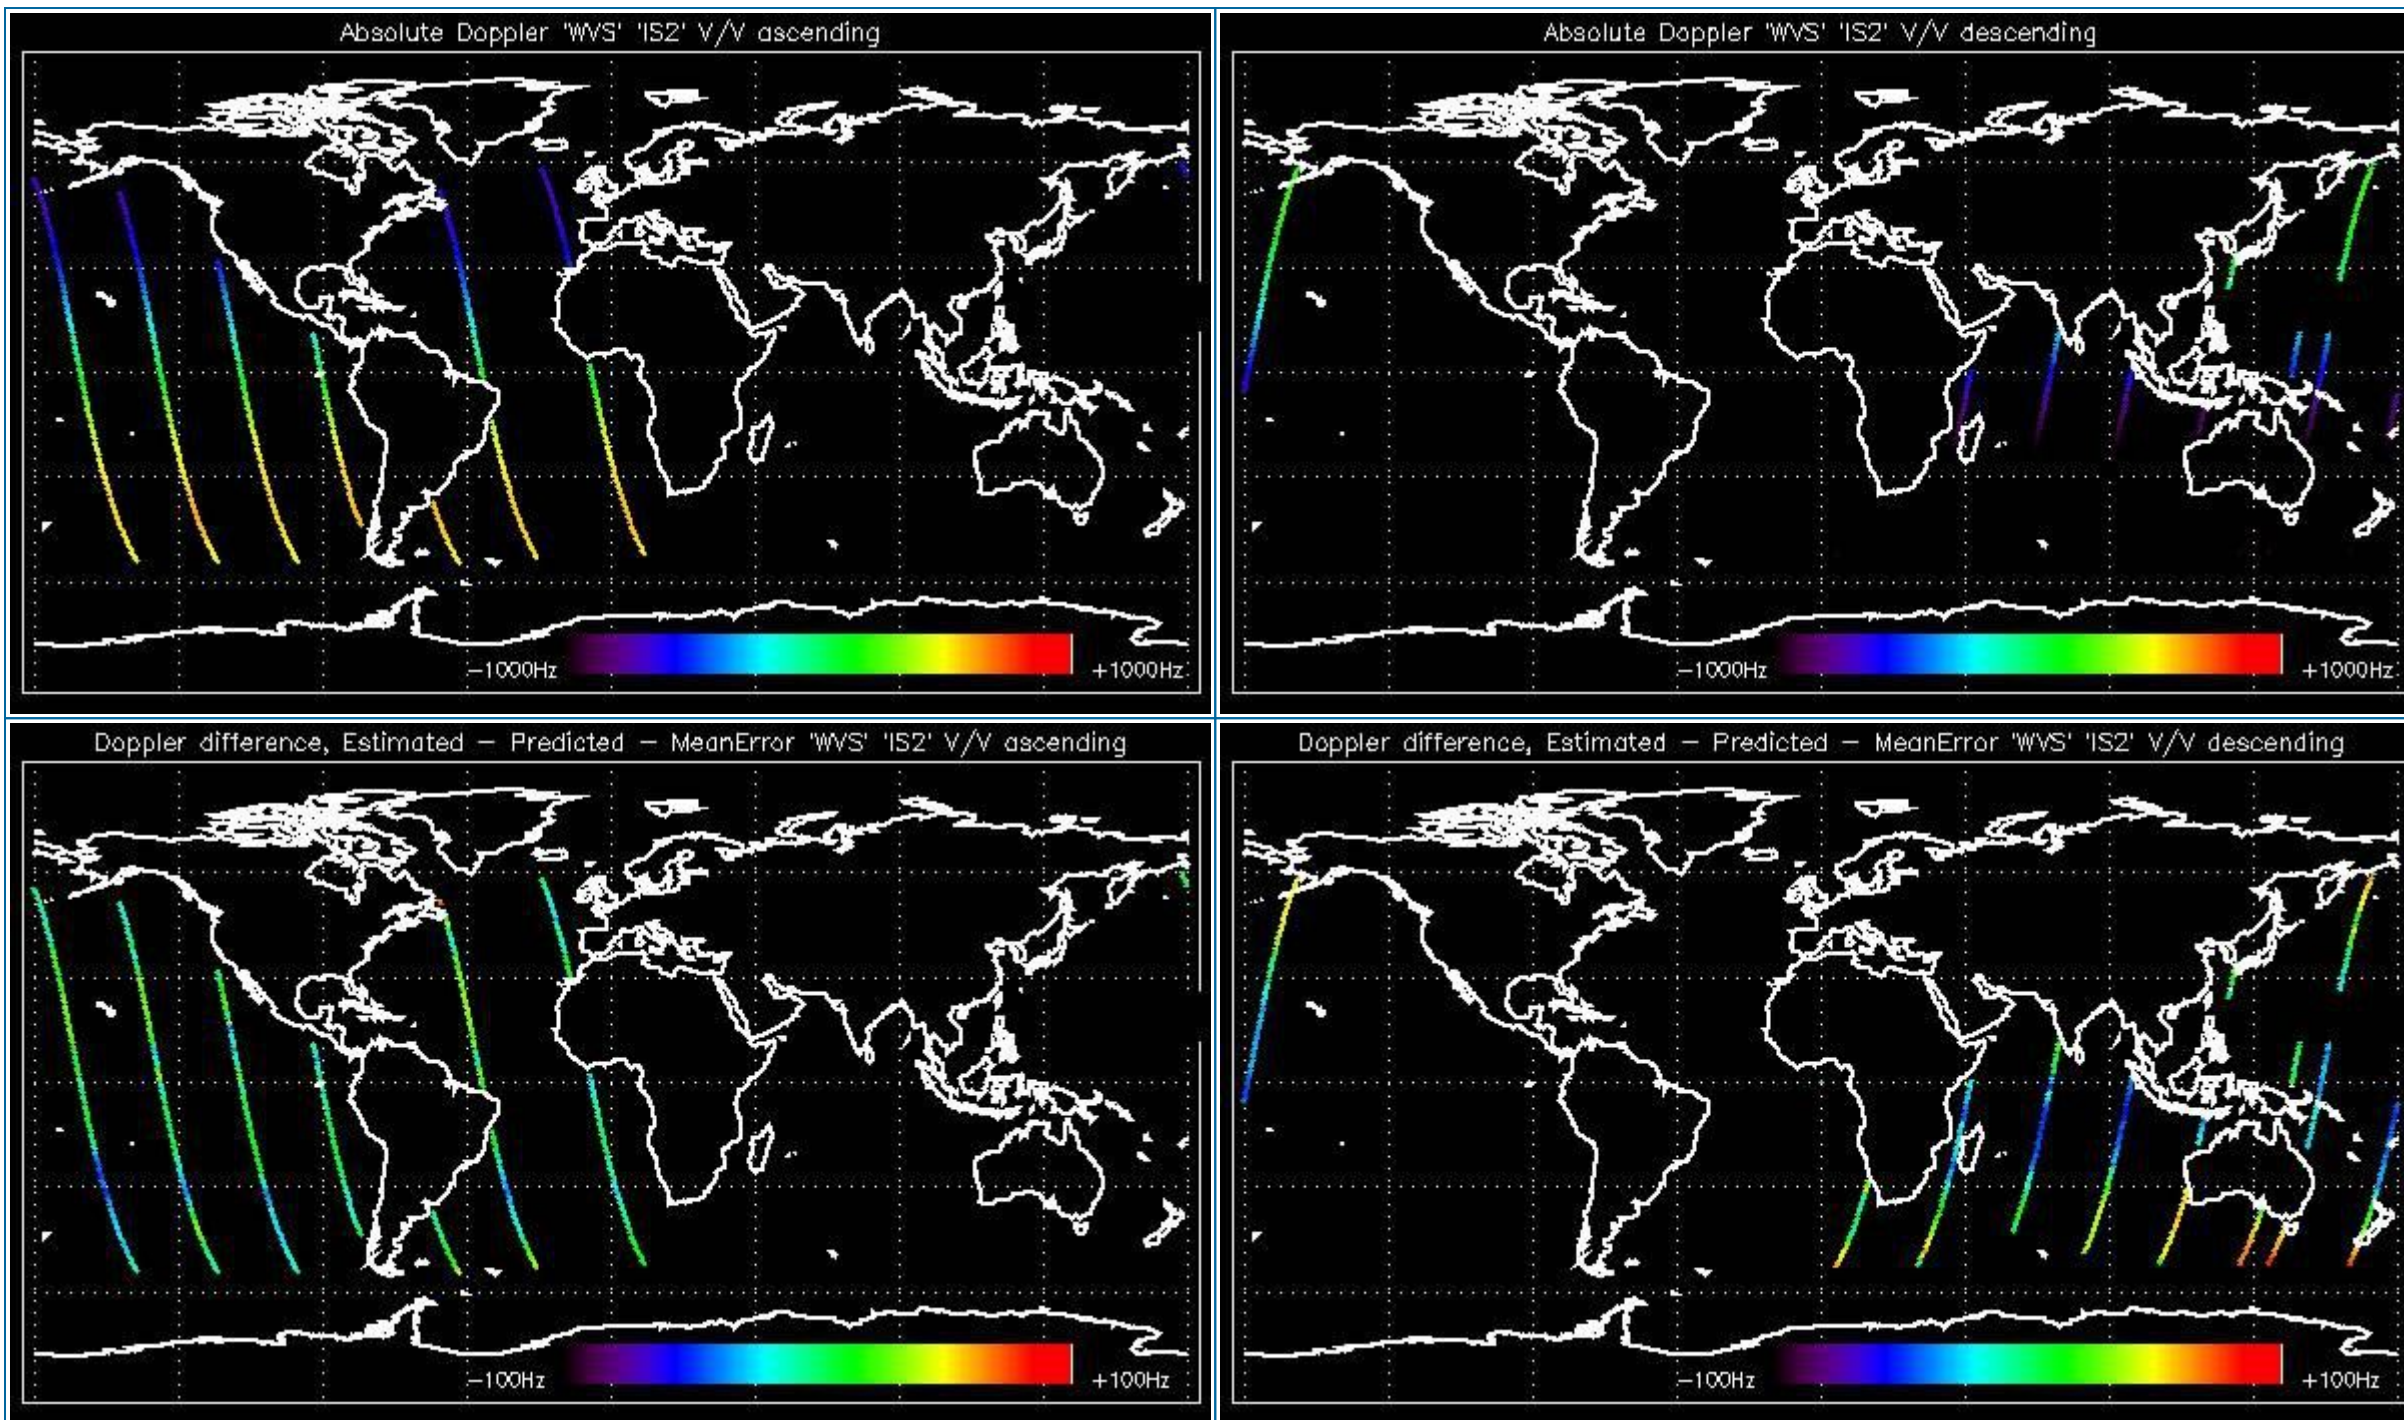 Absolute Doppler 'WVS' 'IS2' V/V ascending
−1000Hz
+1000Hz
Absolute Doppler 'WVS' 'IS2' V/V descending
−1000Hz
+1000Hz
Doppler difference, Estimated − Predicted − MeanError 'WVS' 'IS2' V/V ascending
−100Hz
+100Hz
Doppler difference, Estimated − Predicted − MeanError 'WVS' 'IS2' V/V descending
−100Hz
+100Hz